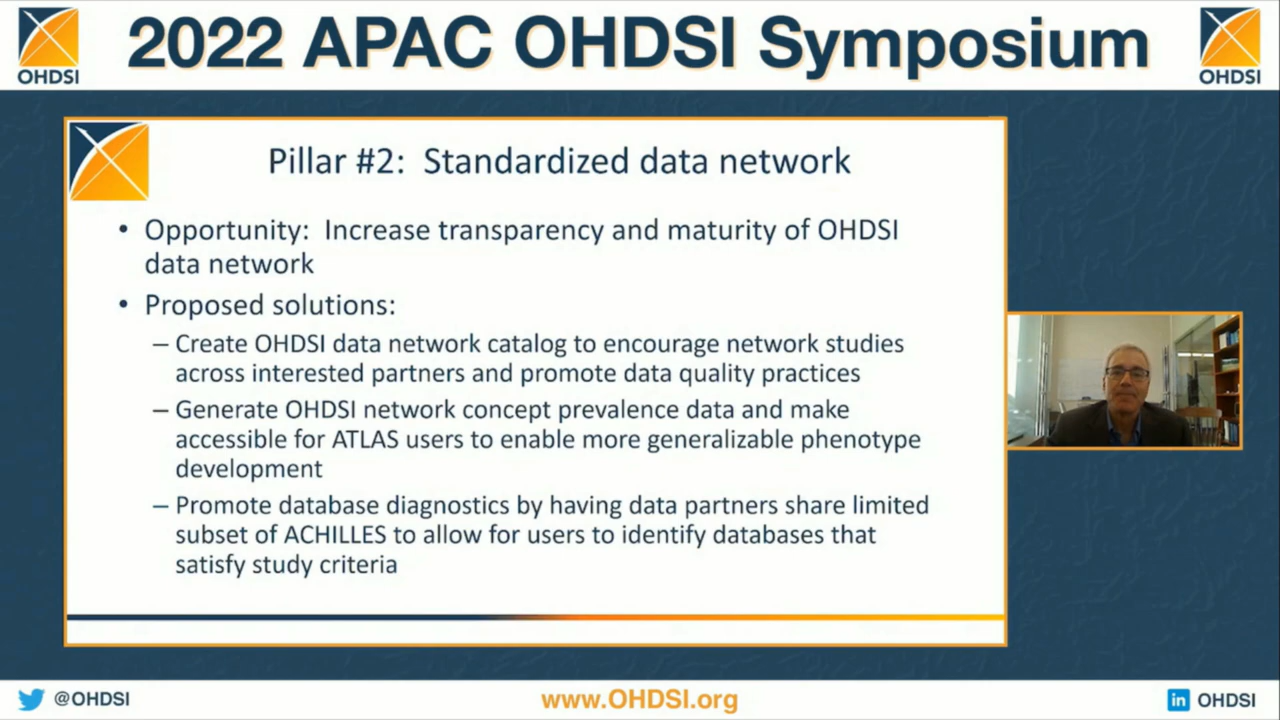 2022 APAC OHDSI Symposium
OHDSI
OHDSI
Pillar #2: Standardized data network
• Opportunity: Increase transparency and maturity of OHDSI
data network
• Proposed solutions:
– Create OHDSI data network catalog to encourage network studies
across interested partners and promote data quality practices
– Generate OHDSI network concept prevalence data and make
accessible for ATLAS users to enable more generalizable phenotype
development
– Promote database diagnostics by having data partners share limited
subset of ACHILLES to allow for users to identify databases that
satisfy study criteria
@OHDSI
www.OHDSI.org
in OHDSI